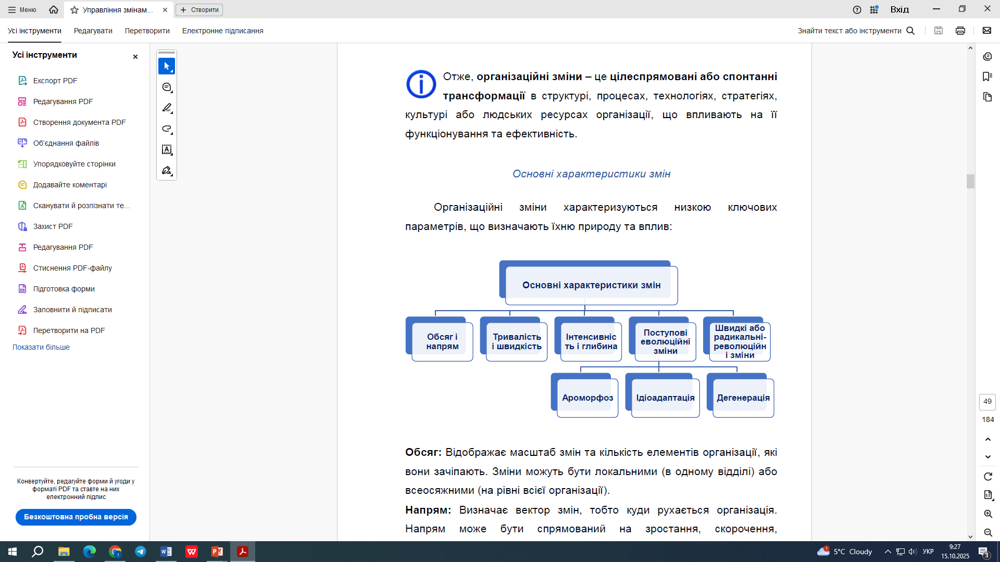 Меню
Управління змінам...
Створити
Вхід
Усі інструменти
Редагувати
Перетворити
Електронне підписання
Знайти текст або інструменти
Усі інструменти
Експорт PDF
Редагування PDF
Створення документа PDF
Об'єднання файлів
Упорядковуйте сторінки
Додавайте коментарі
Сканувати й розпізнати те...
Захист PDF
Редагування PDF
Стиснення PDF-файлу
Підготовка форми
Заповнити й підписати
Перетворити на PDF
Показати більше
Конвертуйте, редагуйте форми й угоди у
форматі PDF та ставте на них
електронний підпис
Безкоштовна пробна версія
Отже, організаційні зміни – це цілеспрямовані або спонтанні
трансформації в структурі, процесах, технологіях, стратегіях,
культурі або людських ресурсах організації, що впливають на її
функціонування та ефективність.
Основні характеристики змін
Організаційні зміни характеризуються низкою ключових
параметрів, що визначають їхню природу та вплив:
Основні характеристики змін
Обсяг і
напрям
Тривалість
і швидкість
Інтенсивніс
ть і глибина
Поступові
еволюційні
зміни
Швидкі або
радикальні-
революційн
і зміни
Ароморфоз
Ідіоадаптація
Дегенерація
Обсяг: Відображає масштаб змін та кількість елементів організації, які
вони зачіпають. Зміни можуть бути локальними (в одному відділі) або
всеосяжними (на рівні всієї організації).
Напрям: Визначає вектор змін, тобто куди рухається організація.
Напрям може бути спрямований на зростання, скорочення,
49
184
1:1
5°C Cloudy
УКР
9:27
15.10.2025
3